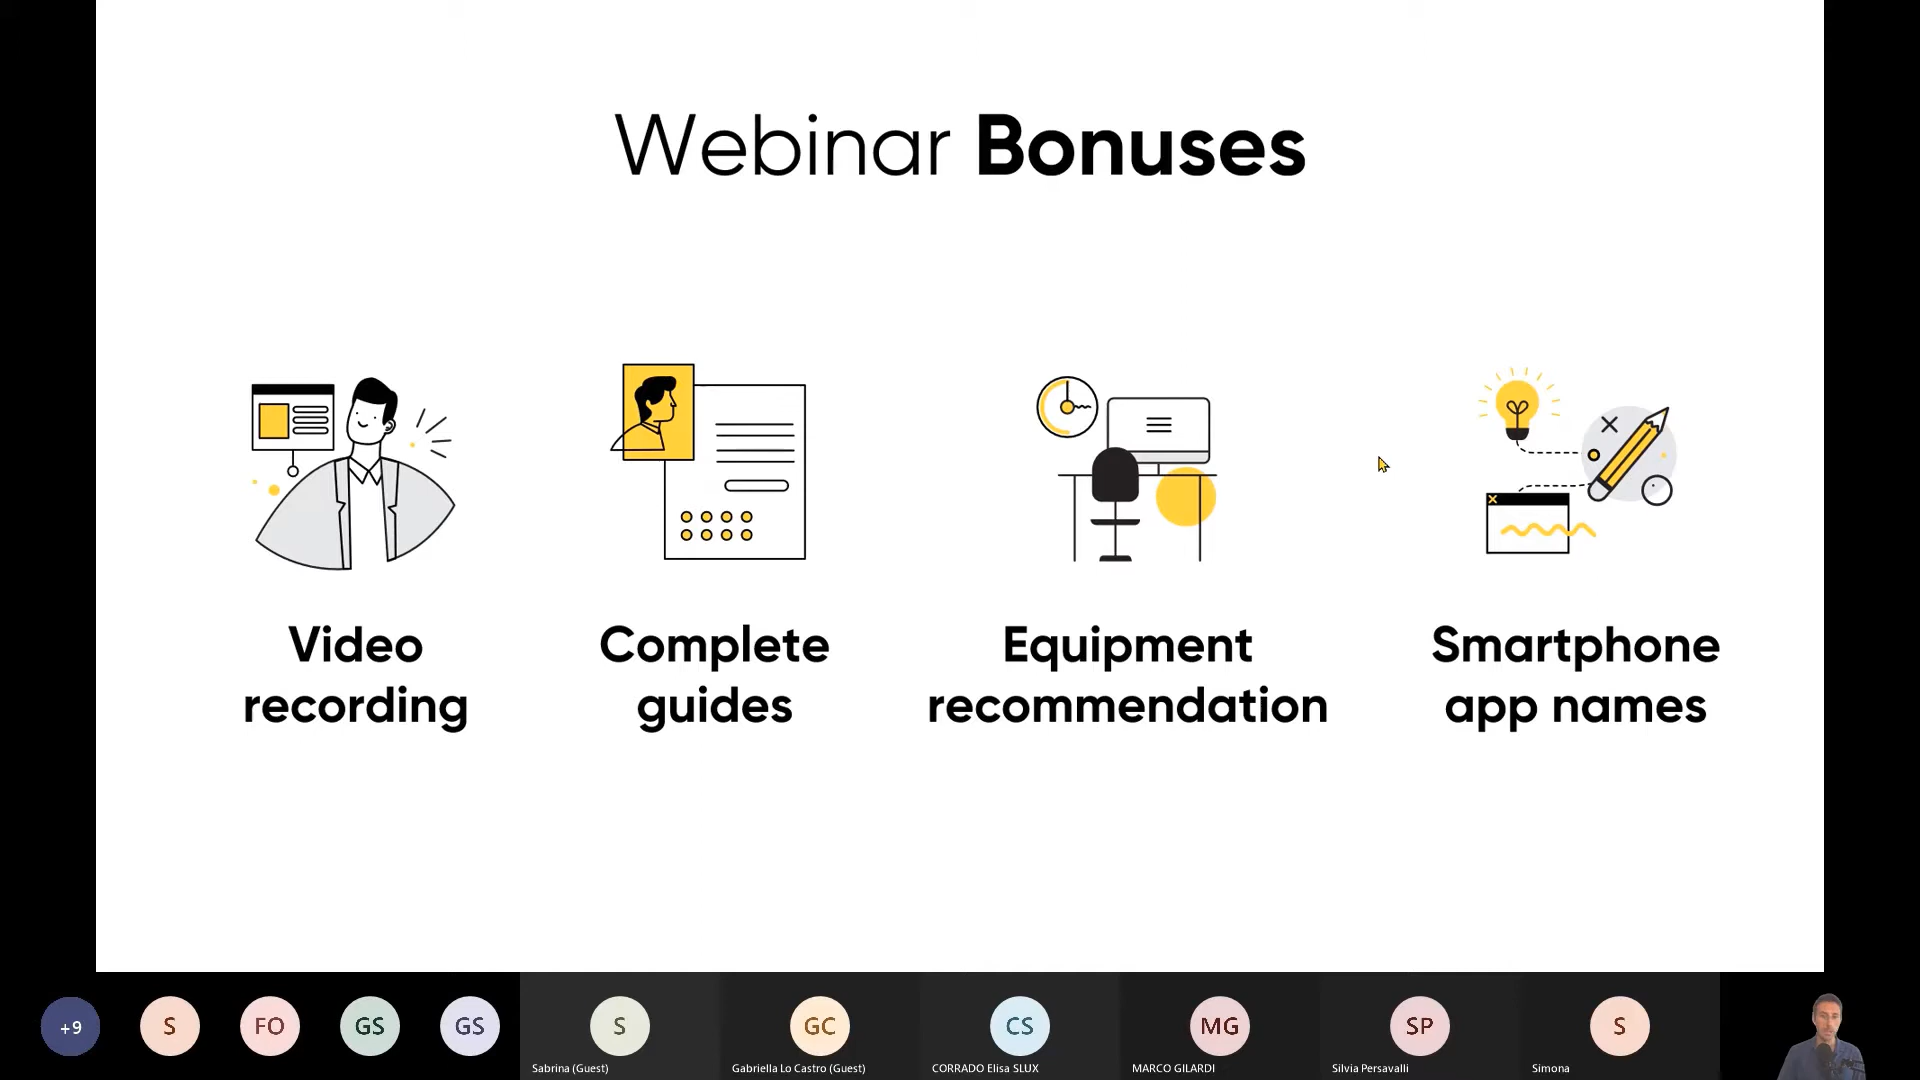 Webinar Bonuses
Video
recording
Complete
guides
Equipment
recommendation
Smartphone
app names
+9
S
FO
GS
GS
S
Sabrina (Guest)
GC
Gabriella Lo Castro (Guest)
CS
CORRADO Elisa SLUX
MG
MARCO GILARDI
SP
Silvia Persavalli
S
Simona